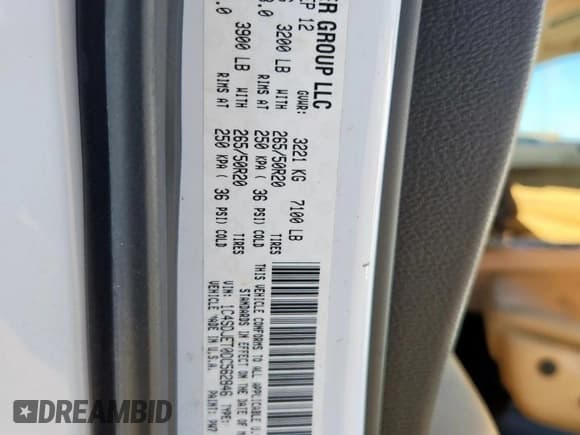 ER GROUP LLC
EP 12 GVWR: 3221 KG 7100 LB
3200 LB WITH 265/50R20 TIRES
RIMS AT 250 KPA ( 36 PSI) COLD
3900 LB WITH 265/50R20 TIRES
RIMS AT 250 KPA ( 36 PSI) COLD
THIS VEHICLE CONFORMS TO ALL APPLICABLE U.
STANDARDS IN EFFECT ON THE DATE OF M
VIN: 1C4SDJET0DC562846 TYPE:
VEHICLE MADE IN U.S.A. PAINT: PW7
DREAMBID